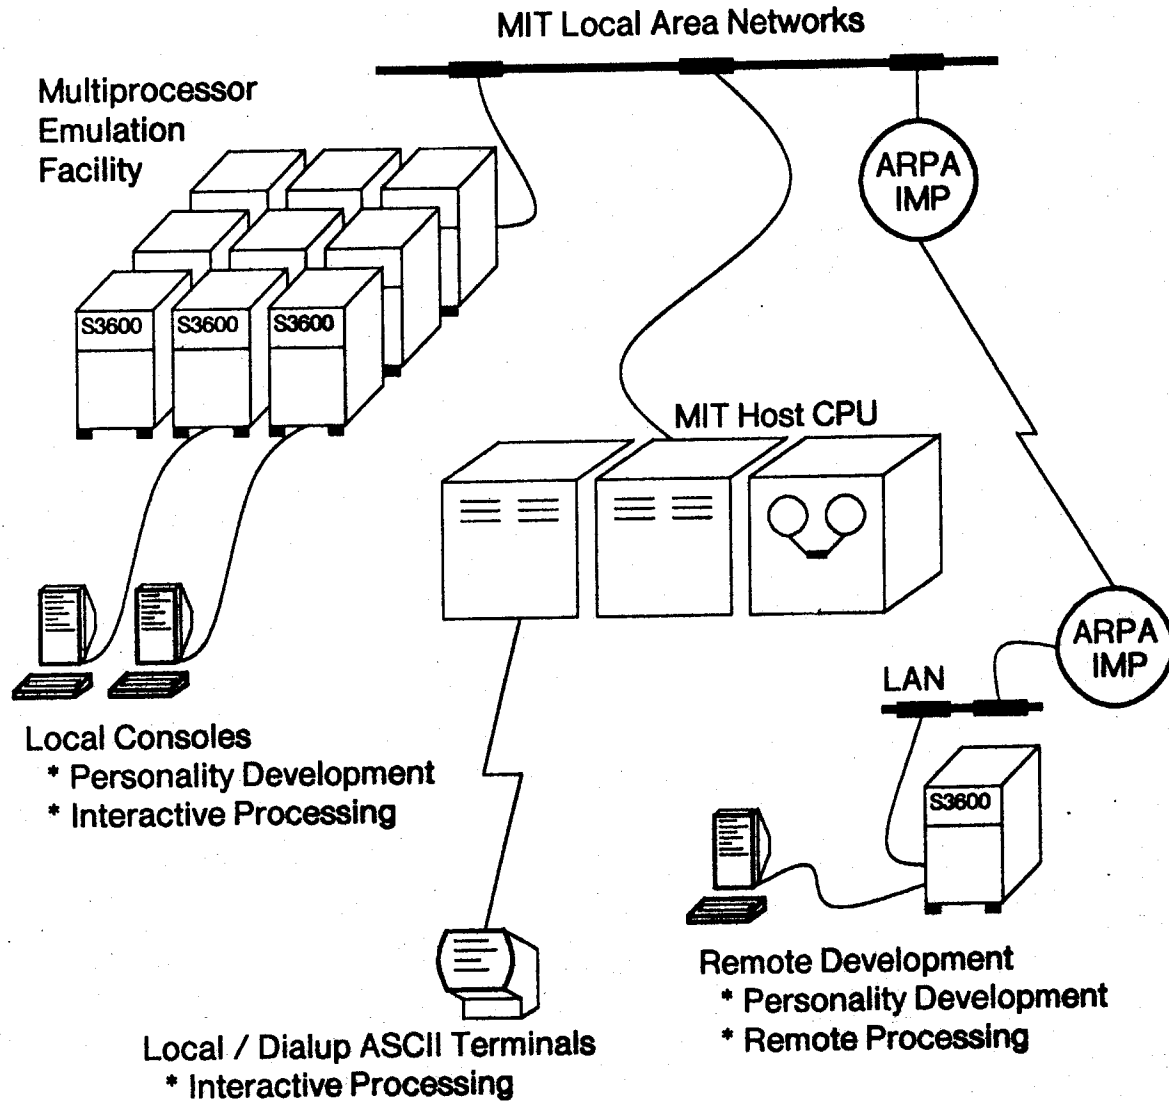 MIT Local Area Networks
Multiprocessor
Emulation
Facility
ARPA
IMP
S3600
S3600
S3600
MIT Host CPU
ARPA
IMP
LAN
Local Consoles
* Personality Development
* Interactive Processing
S3600
Remote Development
* Personality Development
* Remote Processing
Local / Dialup ASCII Terminals
* Interactive Processing